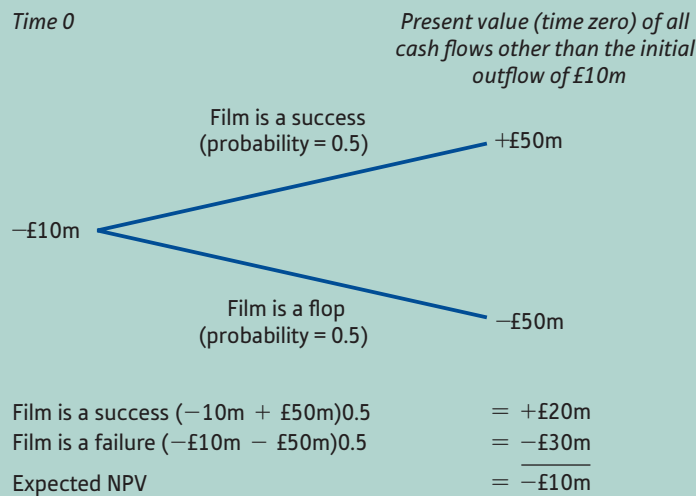 Time 0
Present value (time zero) of all
cash flows other than the initial
outflow of £10m
Film is a success
(probability = 0.5)
+£50m
−£10m
Film is a flop
(probability = 0.5)
−£50m
Film is a success (−10m + £50m)0.5 = +£20m
Film is a failure (−£10m − £50m)0.5 = −£30m
Expected NPV = −£10m